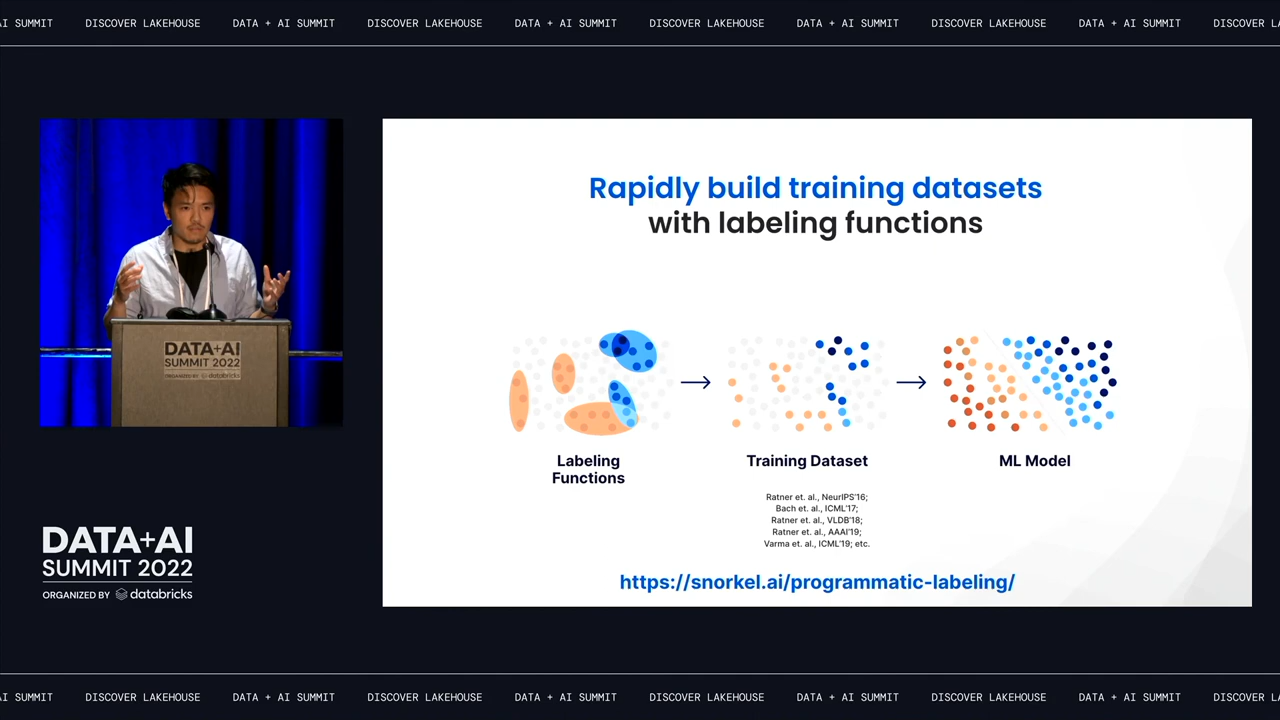 AI SUMMIT DISCOVER LAKEHOUSE DATA + AI SUMMIT DISCOVER LAKEHOUSE DATA + AI SUMMIT DISCOVER LAKEHOUSE DATA + AI SUMMIT DISCOVER LAKEHOUSE DATA + AI SUMMIT DISCOVER L
Rapidly build training datasets
with labeling functions
Labeling
Functions
Training Dataset
ML Model
Ratner et. al., NeurIPS'16;
Bach et. al., ICML'17;
Ratner et. al., VLDB'18;
Ratner et. al., AAAI'19;
Varma et. al., ICML'19; etc.
https://snorkel.ai/programmatic-labeling/
DATA+AI
SUMMIT 2022
ORGANIZED BY databricks
DATA+AI
SUMMIT 2022
ORGANIZED BY databricks
AI SUMMIT DISCOVER LAKEHOUSE DATA + AI SUMMIT DISCOVER LAKEHOUSE DATA + AI SUMMIT DISCOVER LAKEHOUSE DATA + AI SUMMIT DISCOVER LAKEHOUSE DATA + AI SUMMIT DISCOVER L